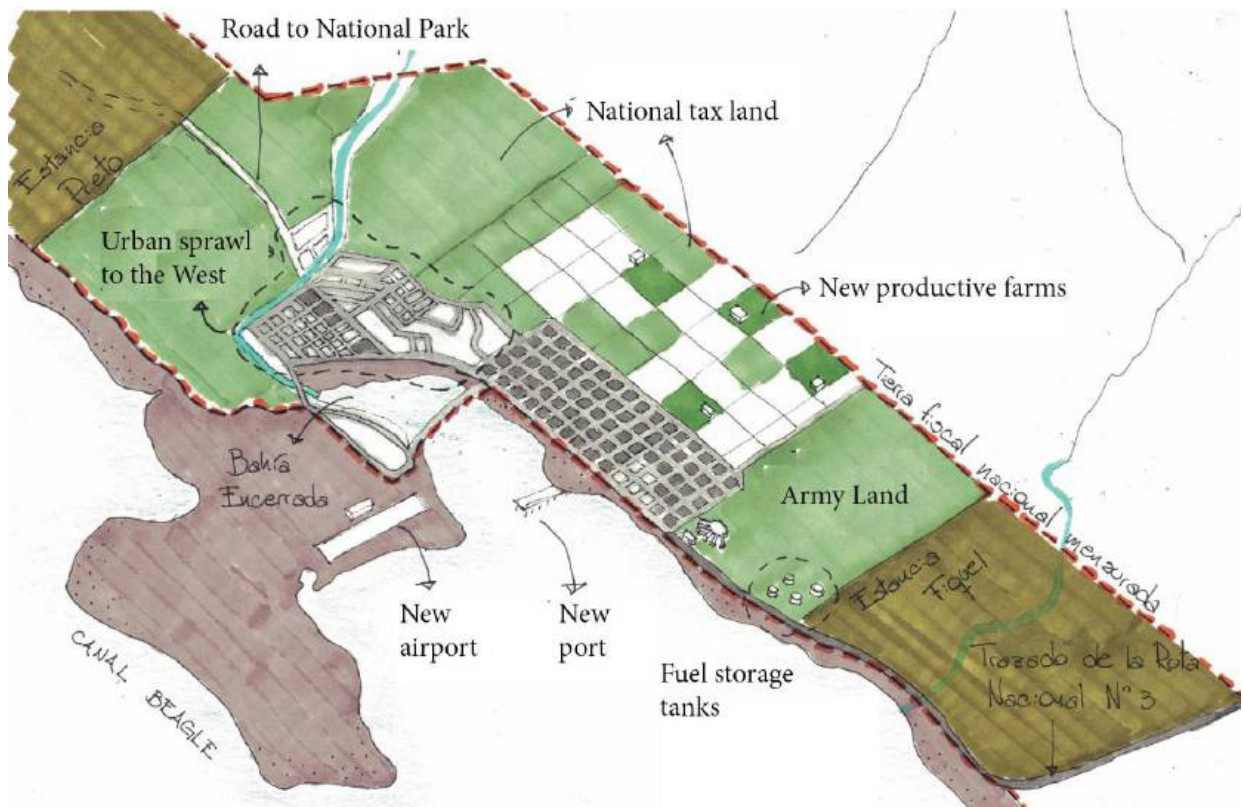 Road to National Park
National tax land
Estancia
Preto
Urban sprawl
to the West
New productive farms
Tierra fiscal nacional mensurada
Bahía
Encerrada
Army Land
Estancia
Fique
New
airport
New
port
Fuel storage
tanks
CANAL BEAGLE
Trazado de la Rota
Nacional N° 3